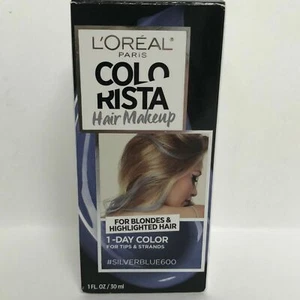 L'ORÉAL
PARIS
COLO
RISTA
Hair Makeup
FOR BLONDES &
HIGHLIGHTED HAIR
1-DAY COLOR
FOR TIPS & STRANDS
#SILVERBLUE600
1 FL. OZ / 30 ml